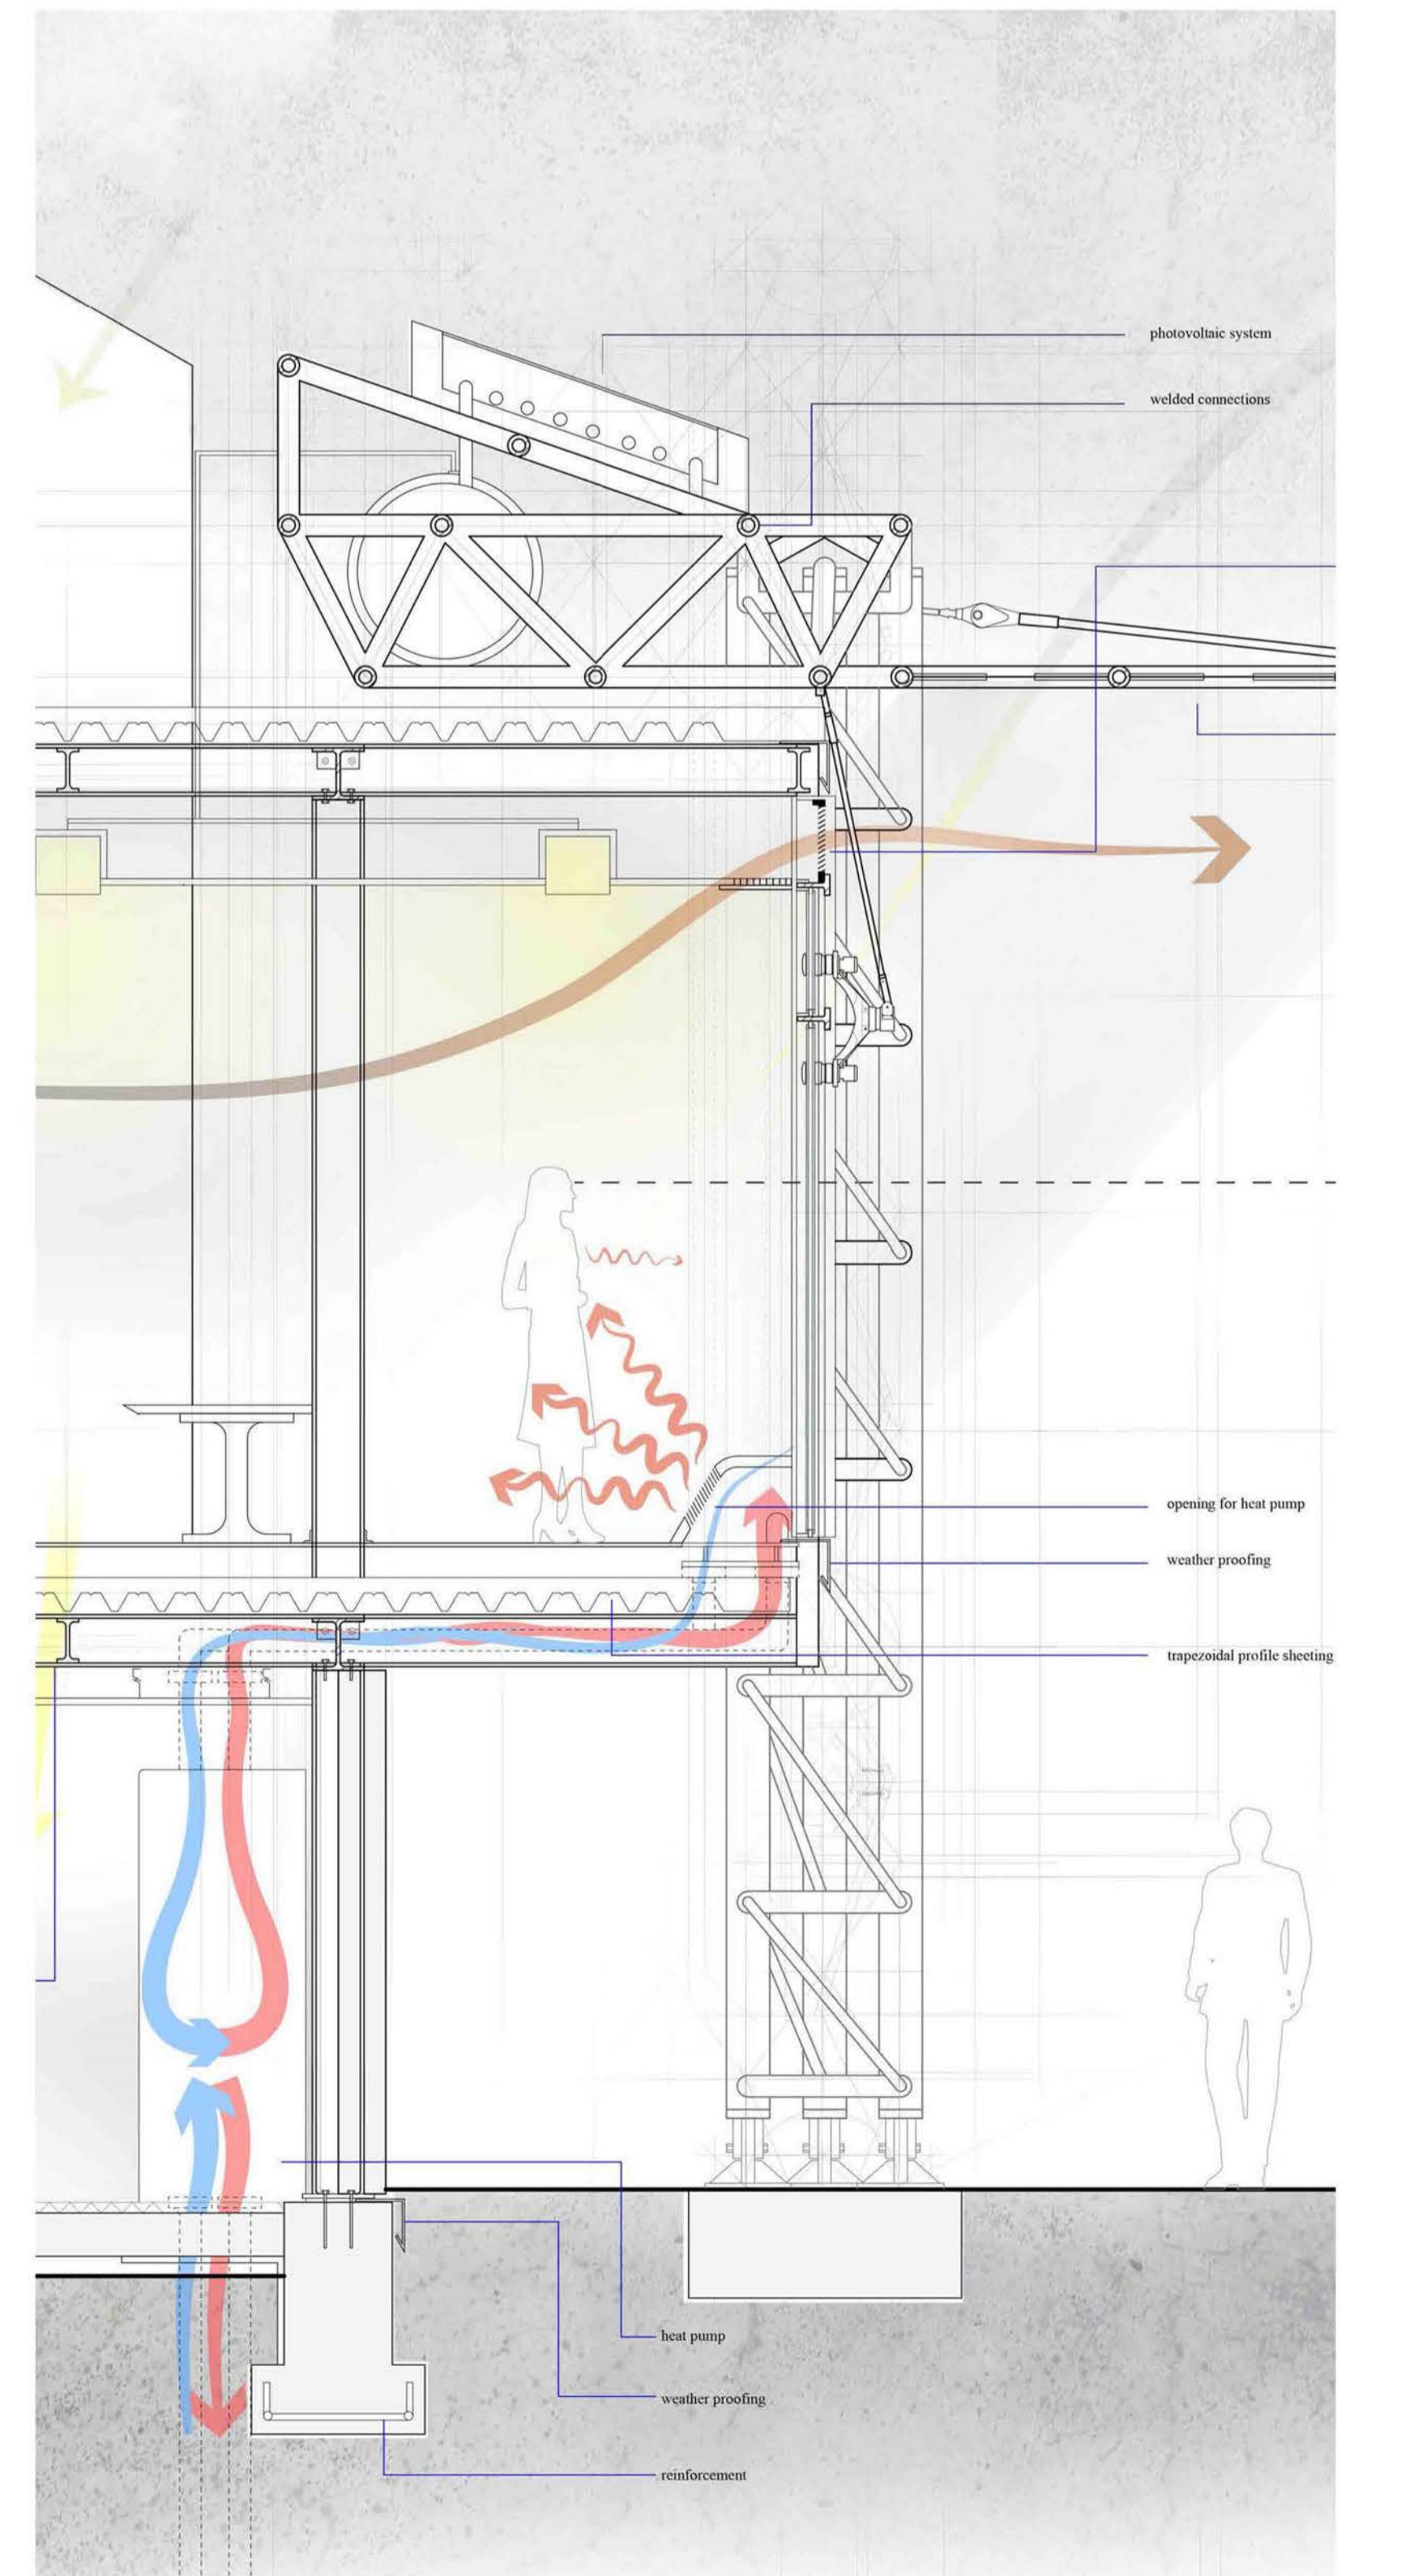 photovoltaic system
welded connections
opening for heat pump
weather proofing
trapezoidal profile sheeting
heat pump
weather proofing
reinforcement